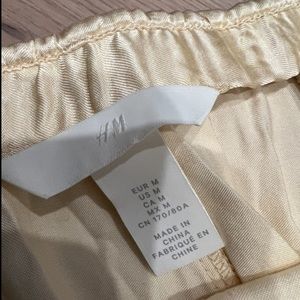 H&M
EUR M
US M
CA M
MX M
CN 170/80A
MADE IN
CHINA
FABRIQUÉ EN
CHINE